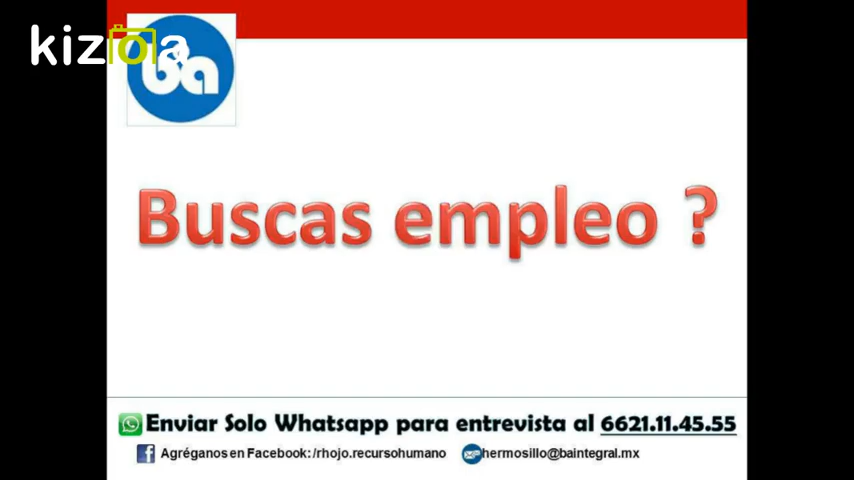 kizoa
ba
Buscas empleo ?
Enviar Solo Whatsapp para entrevista al 6621.11.45.55
Agréganos en Facebook: /rhojo.recursohumano hermosillo@baintegral.mx